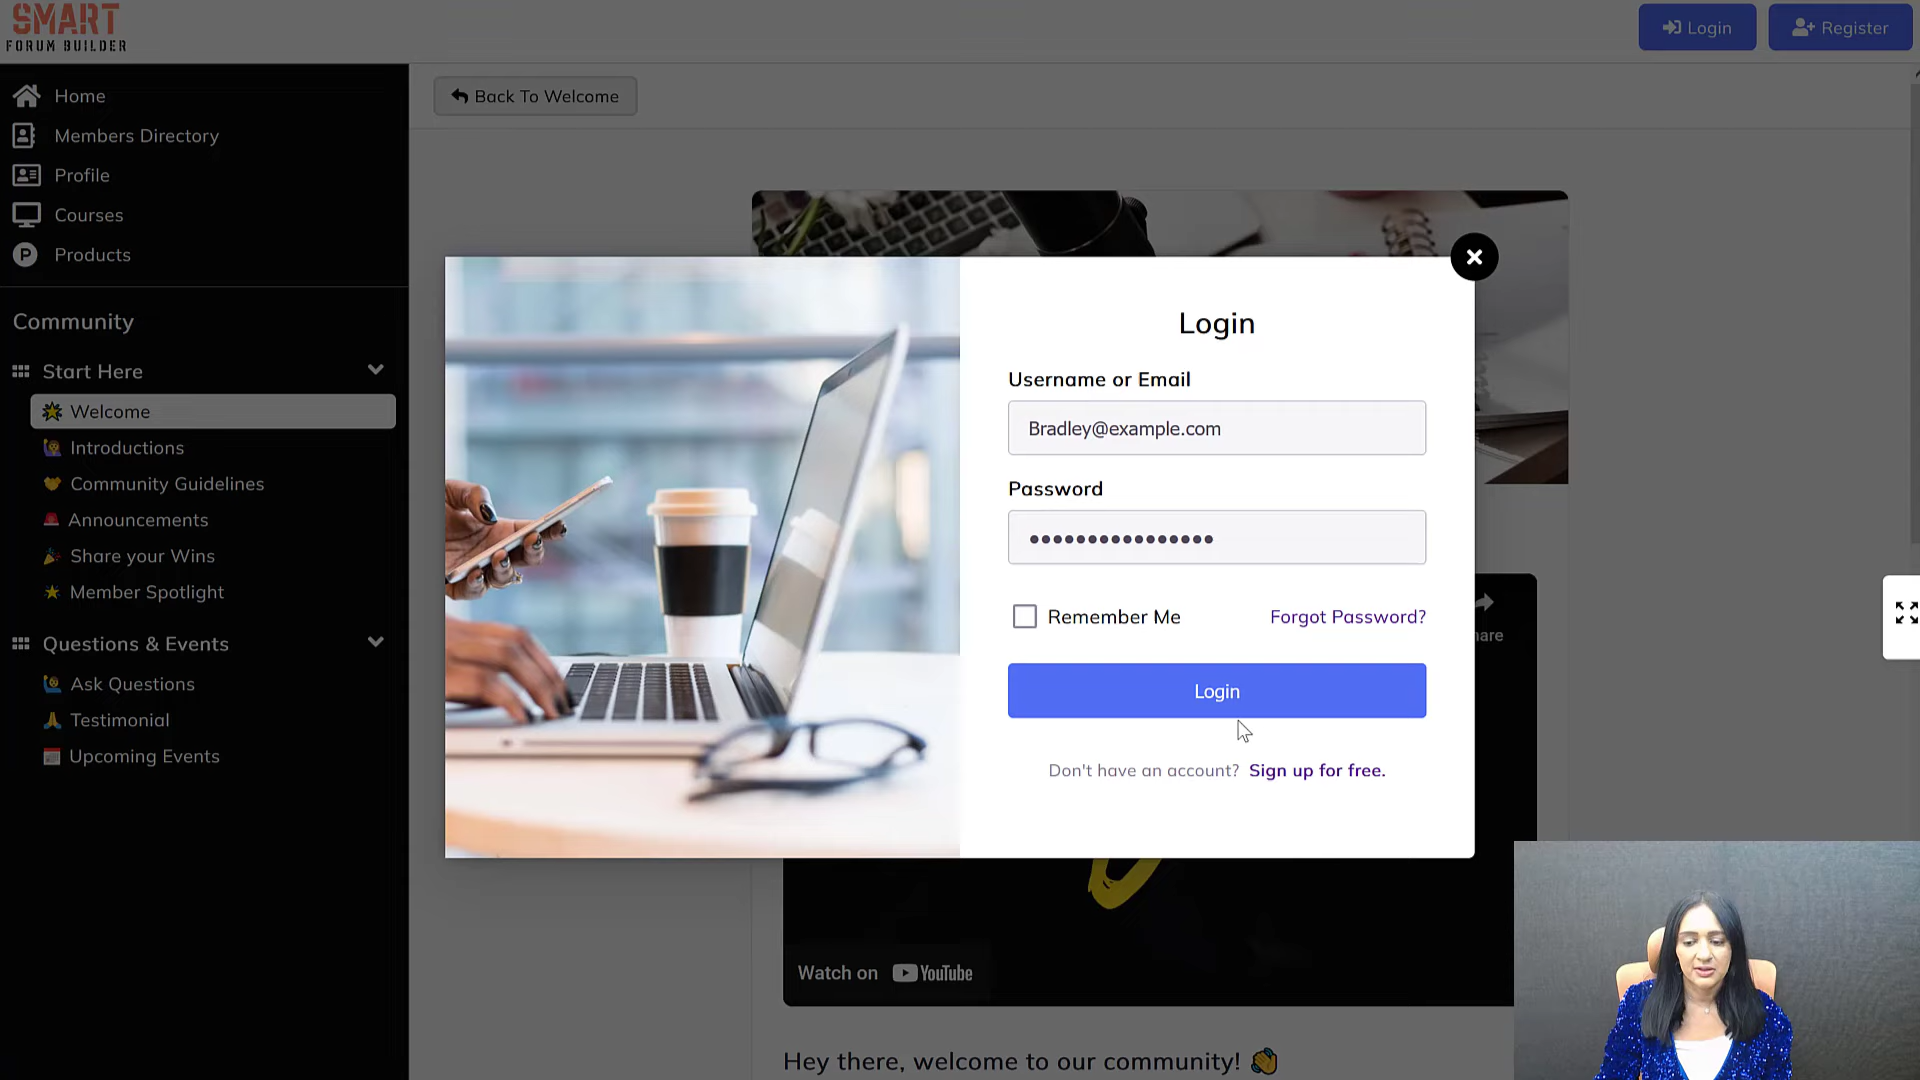 SMART
FORUM BUILDER
Login
Register
Home
Members Directory
Profile
Courses
Products
Community
Start Here
Welcome
Introductions
Community Guidelines
Announcements
Share your Wins
Member Spotlight
Questions & Events
Ask Questions
Testimonial
Upcoming Events
Back To Welcome
Login
Username or Email
Bradley@example.com
Password
Remember Me
Forgot Password?
Login
Don't have an account? Sign up for free.
Watch on YouTube
Hey there, welcome to our community!